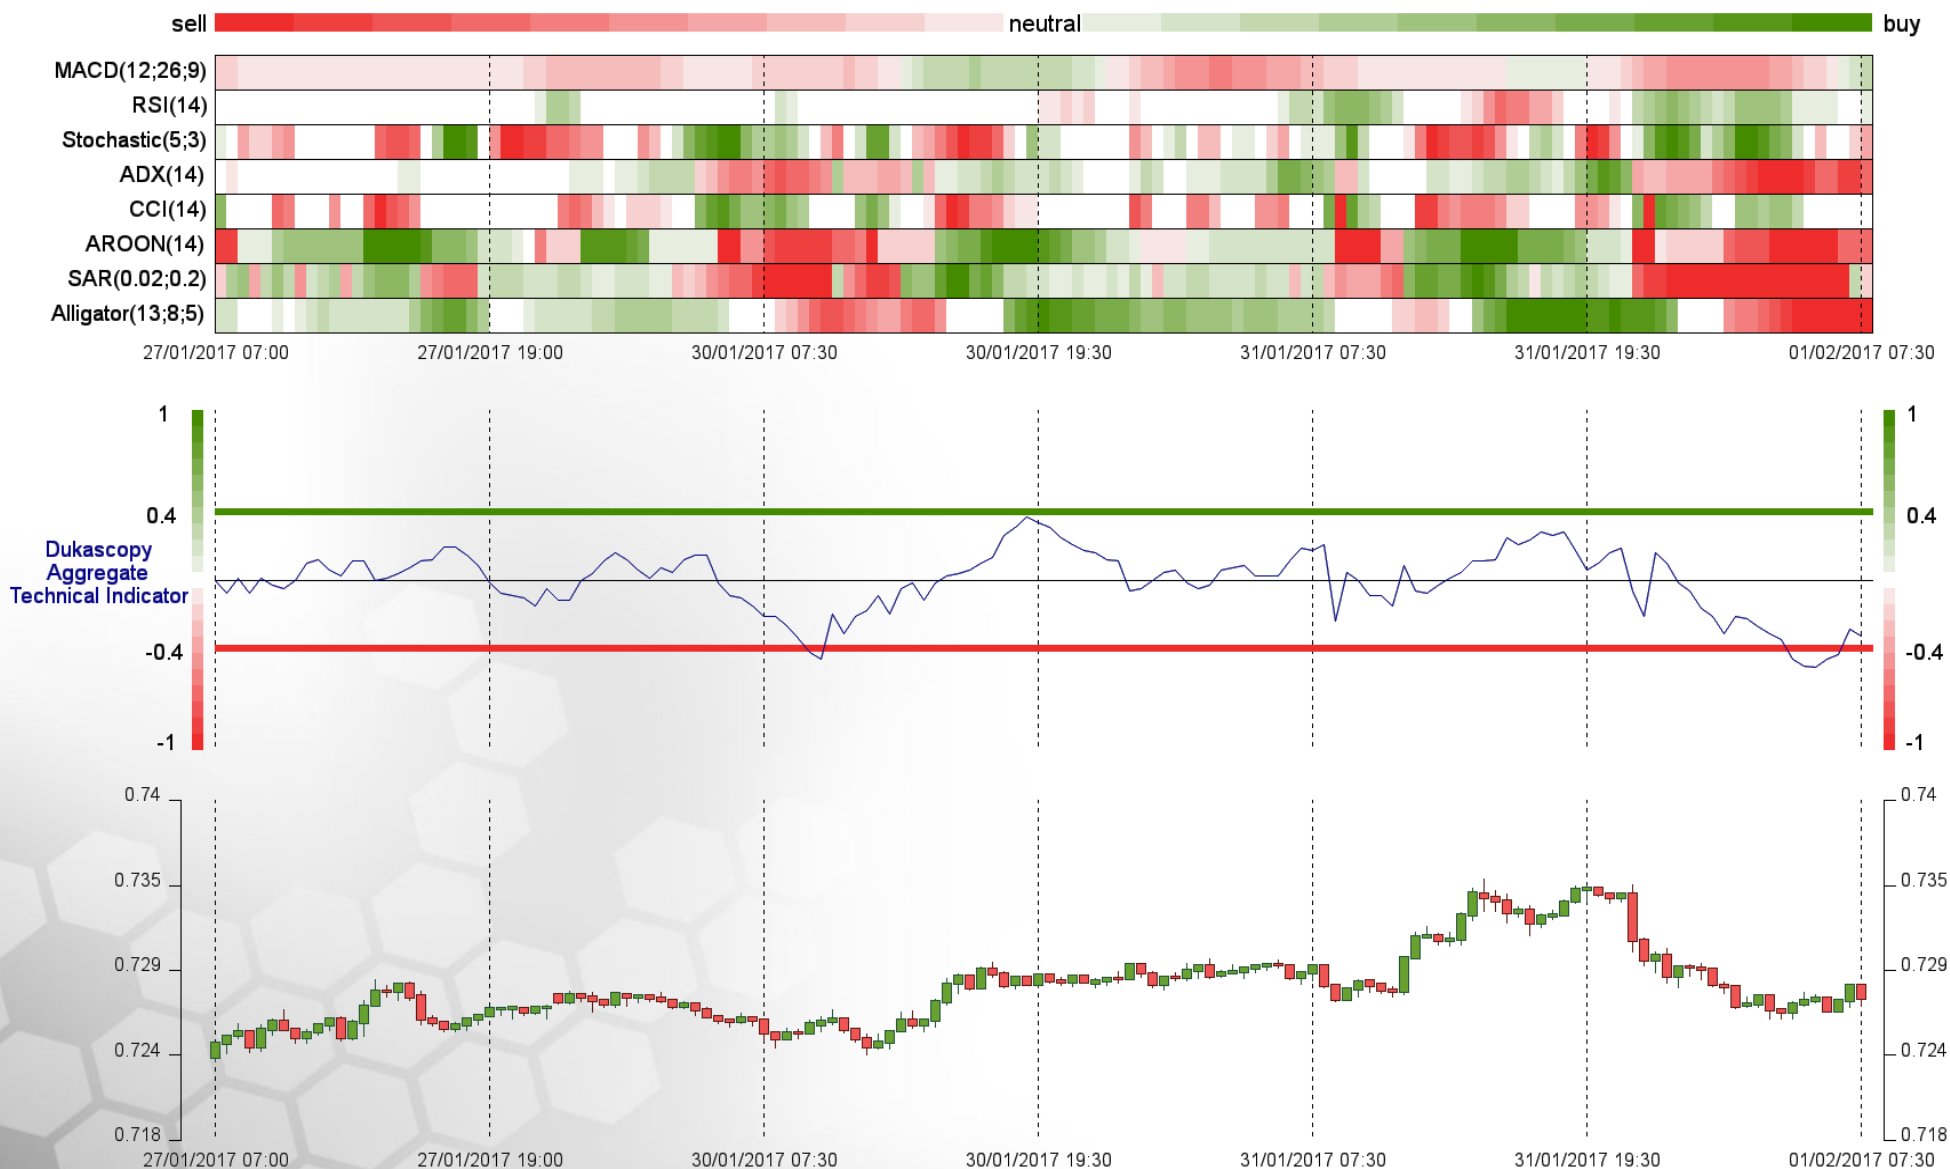 sell neutral buy
MACD(12;26;9)
RSI(14)
Stochastic(5;3)
ADX(14)
CCI(14)
AROON(14)
SAR(0.02;0.2)
Alligator(13;8;5)
27/01/2017 07:00 27/01/2017 19:00 30/01/2017 07:30 30/01/2017 19:30 31/01/2017 07:30 31/01/2017 19:30 01/02/2017 07:30
1 1
0.4 0.4
Dukascopy
Aggregate
Technical Indicator
-0.4 -0.4
-1 -1
0.74 0.74
0.735 0.735
0.729 0.729
0.724 0.724
0.718 0.718
27/01/2017 07:00 27/01/2017 19:00 30/01/2017 07:30 30/01/2017 19:30 31/01/2017 07:30 31/01/2017 19:30 01/02/2017 07:30